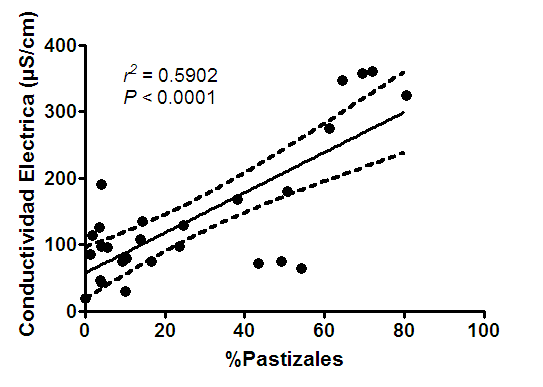 Conductividad Electrica (µS/cm)
400
300
200
100
0
r² = 0.5902
P < 0.0001
0 20 40 60 80 100
%Pastizales